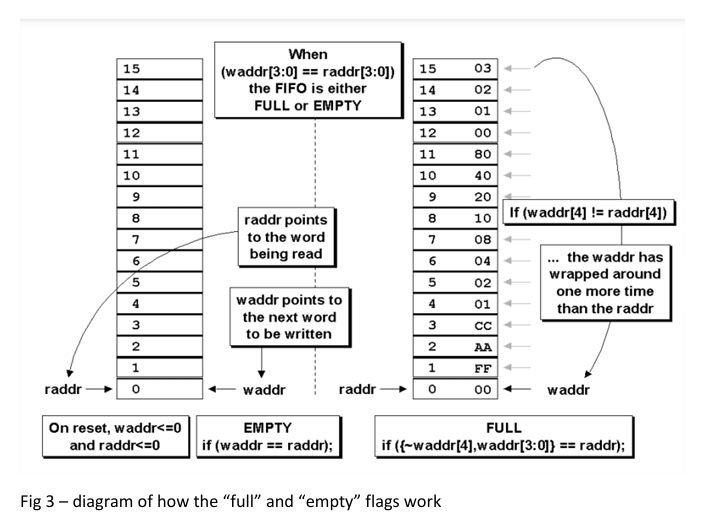 When
(waddr[3:0] == raddr[3:0])
the FIFO is either
FULL or EMPTY
15
14
13
12
11
10
9
8
7
6
5
4
3
2
1
0
raddr points
to the word
being read
waddr points to
the next word
to be written
raddr
waddr
15 03
14 02
13 01
12 00
11 80
10 40
9 20
8 10
7 08
6 04
5 02
4 01
3 CC
2 AA
1 FF
0 00
If (waddr[4] != raddr[4])
... the waddr has
wrapped around
one more time
than the raddr
raddr
waddr
On reset, waddr<=0
and raddr<=0
EMPTY
if (waddr == raddr);
FULL
if ({~waddr[4],waddr[3:0]} == raddr);
Fig 3 – diagram of how the “full” and “empty” flags work